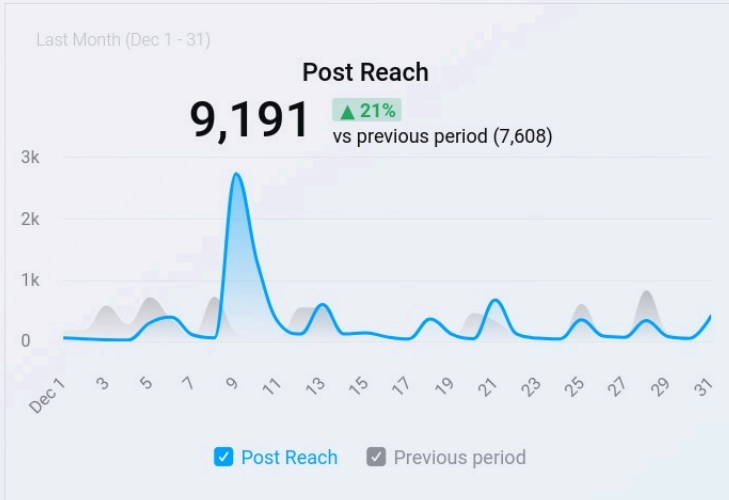 Last Month (Dec 1 - 31)
Post Reach
9,191
▲ 21%
vs previous period (7,608)
3k
2k
1k
0
Dec 1
3
5
7
9
11
13
15
17
19
21
23
25
27
29
31
Post Reach
Previous period